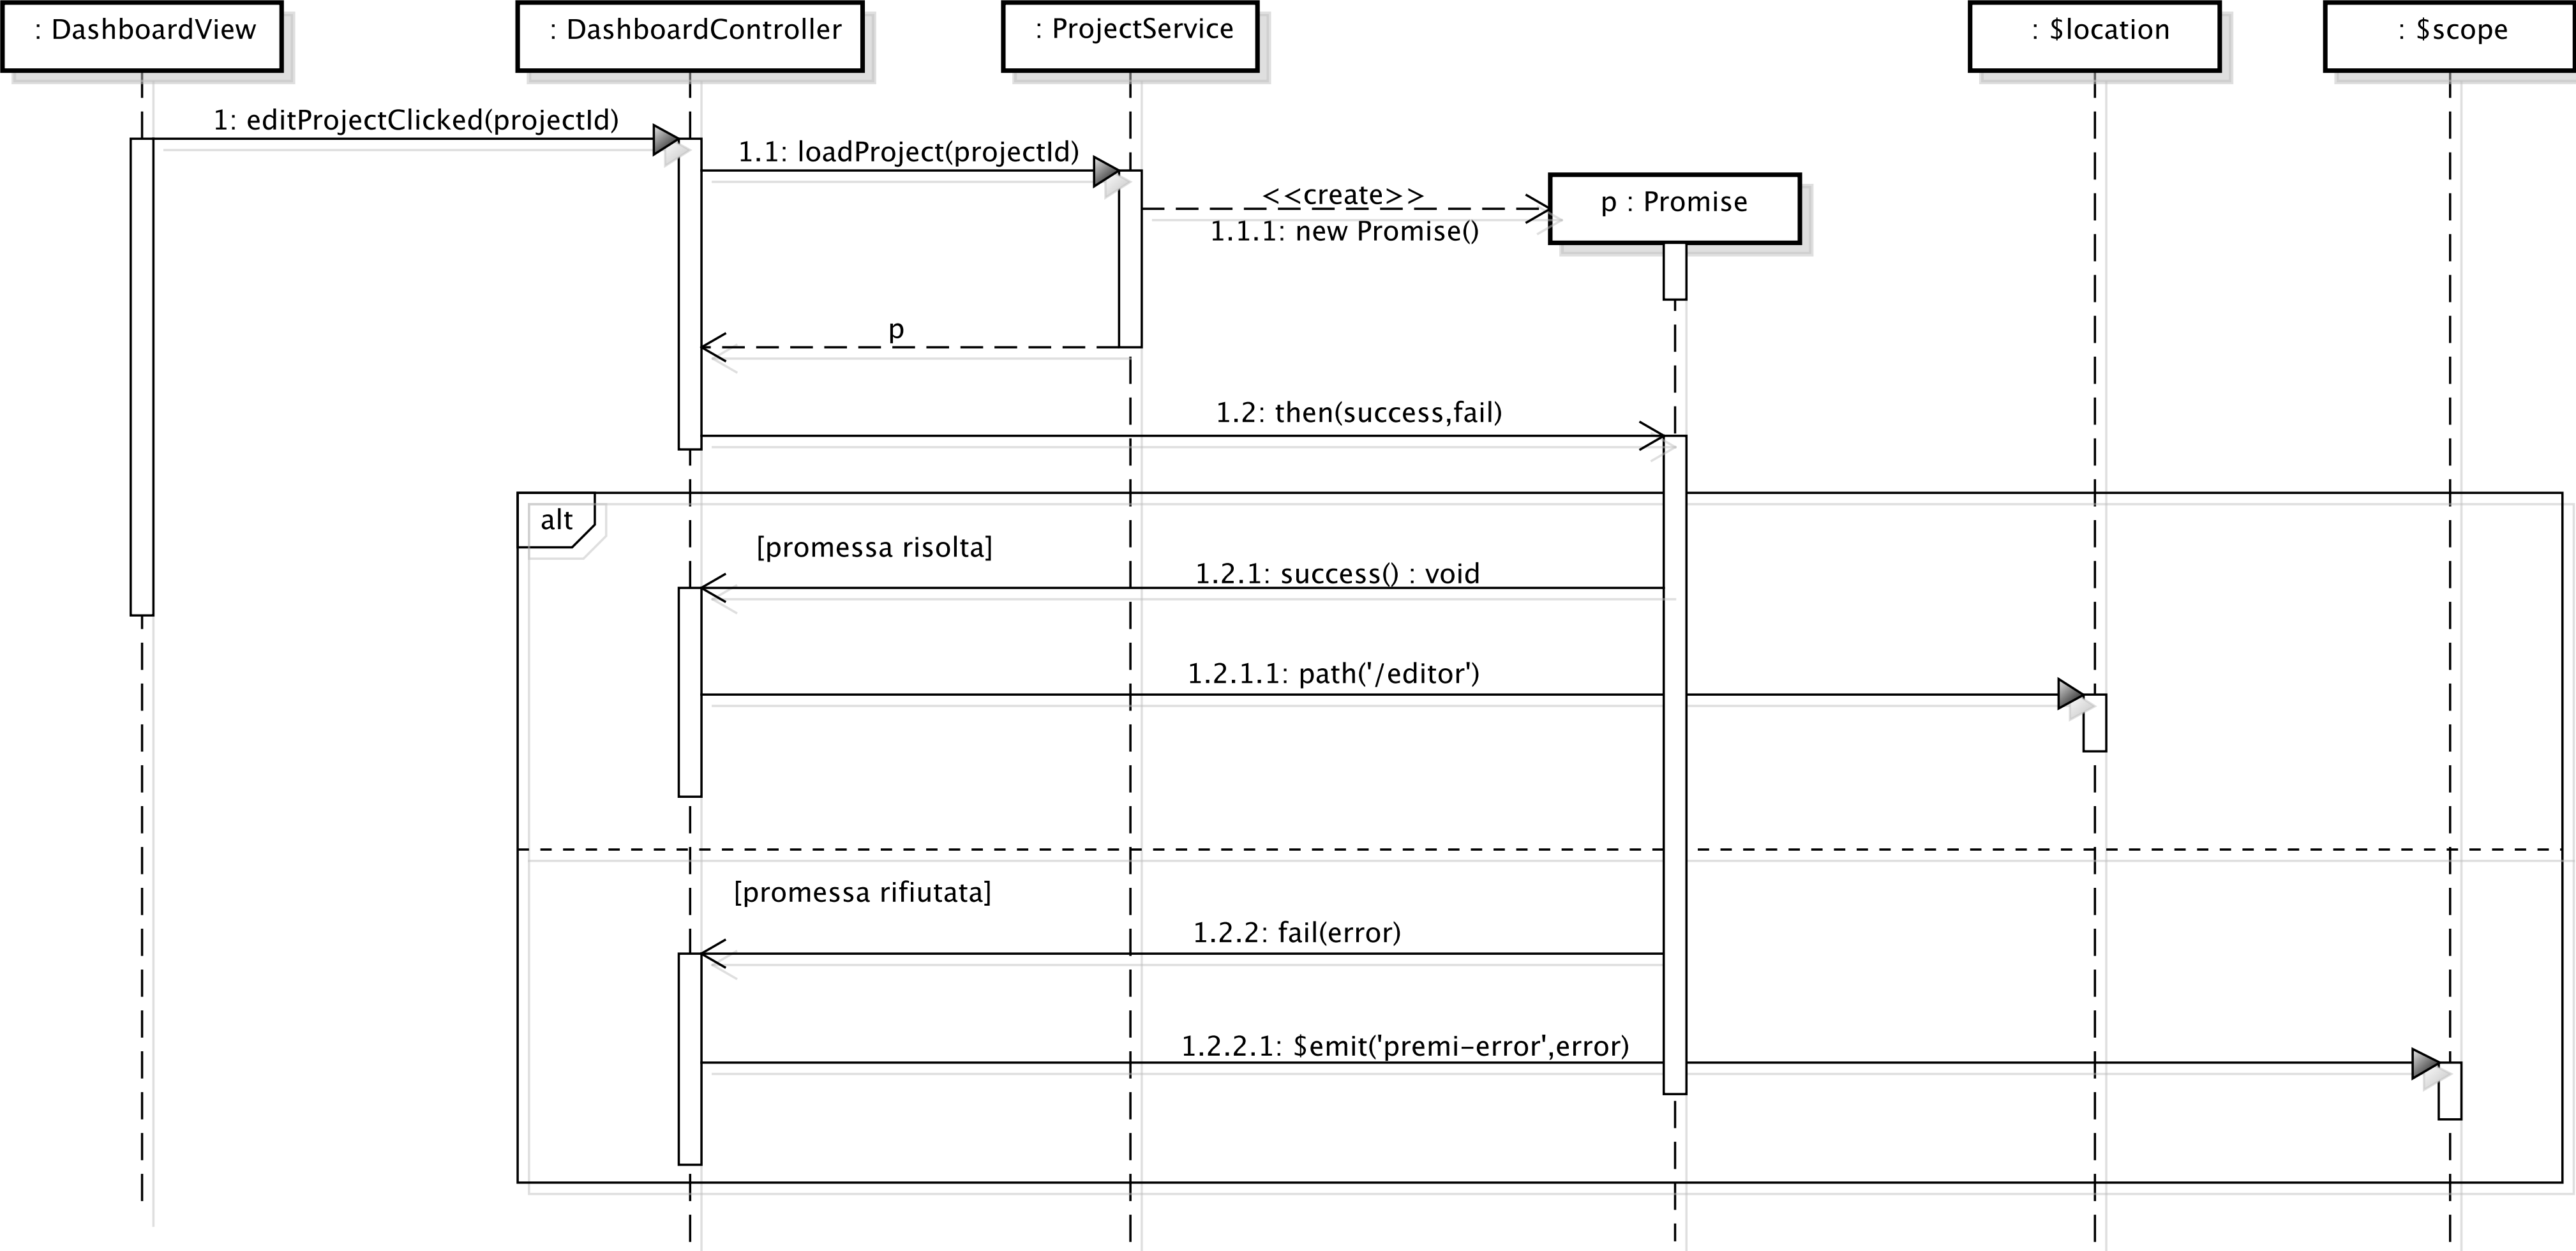 : DashboardView
: DashboardController
: ProjectService
: $location
: $scope
1: editProjectClicked(projectId)
1.1: loadProject(projectId)
<<create>>
1.1.1: new Promise()
p : Promise
p
1.2: then(success,fail)
alt
[promessa risolta]
1.2.1: success() : void
1.2.1.1: path('/editor')
[promessa rifiutata]
1.2.2: fail(error)
1.2.2.1: $emit('premi-error',error)